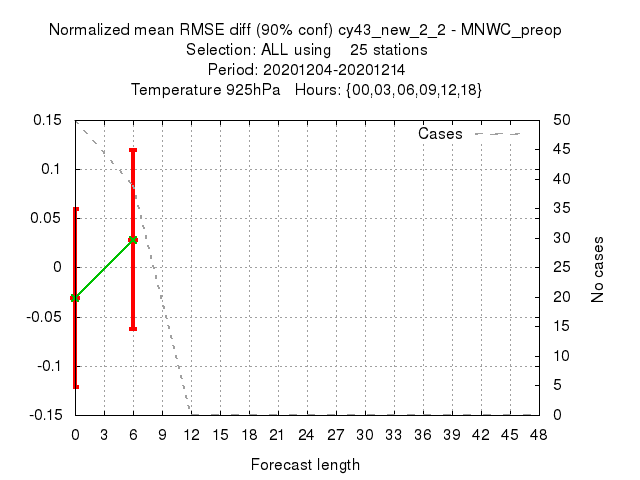 Normalized mean RMSE diff (90% conf) cy43_new_2_2 - MNWC_preop
Selection: ALL using    25 stations
Period: 20201204-20201214
Temperature 925hPa   Hours: {00,03,06,09,12,18}
Cases
0.15
0.1
0.05
0
-0.05
-0.1
-0.15
50
45
40
35
30
25
20
15
10
5
0
No cases
0 3 6 9 12 15 18 21 24 27 30 33 36 39 42 45 48
Forecast length